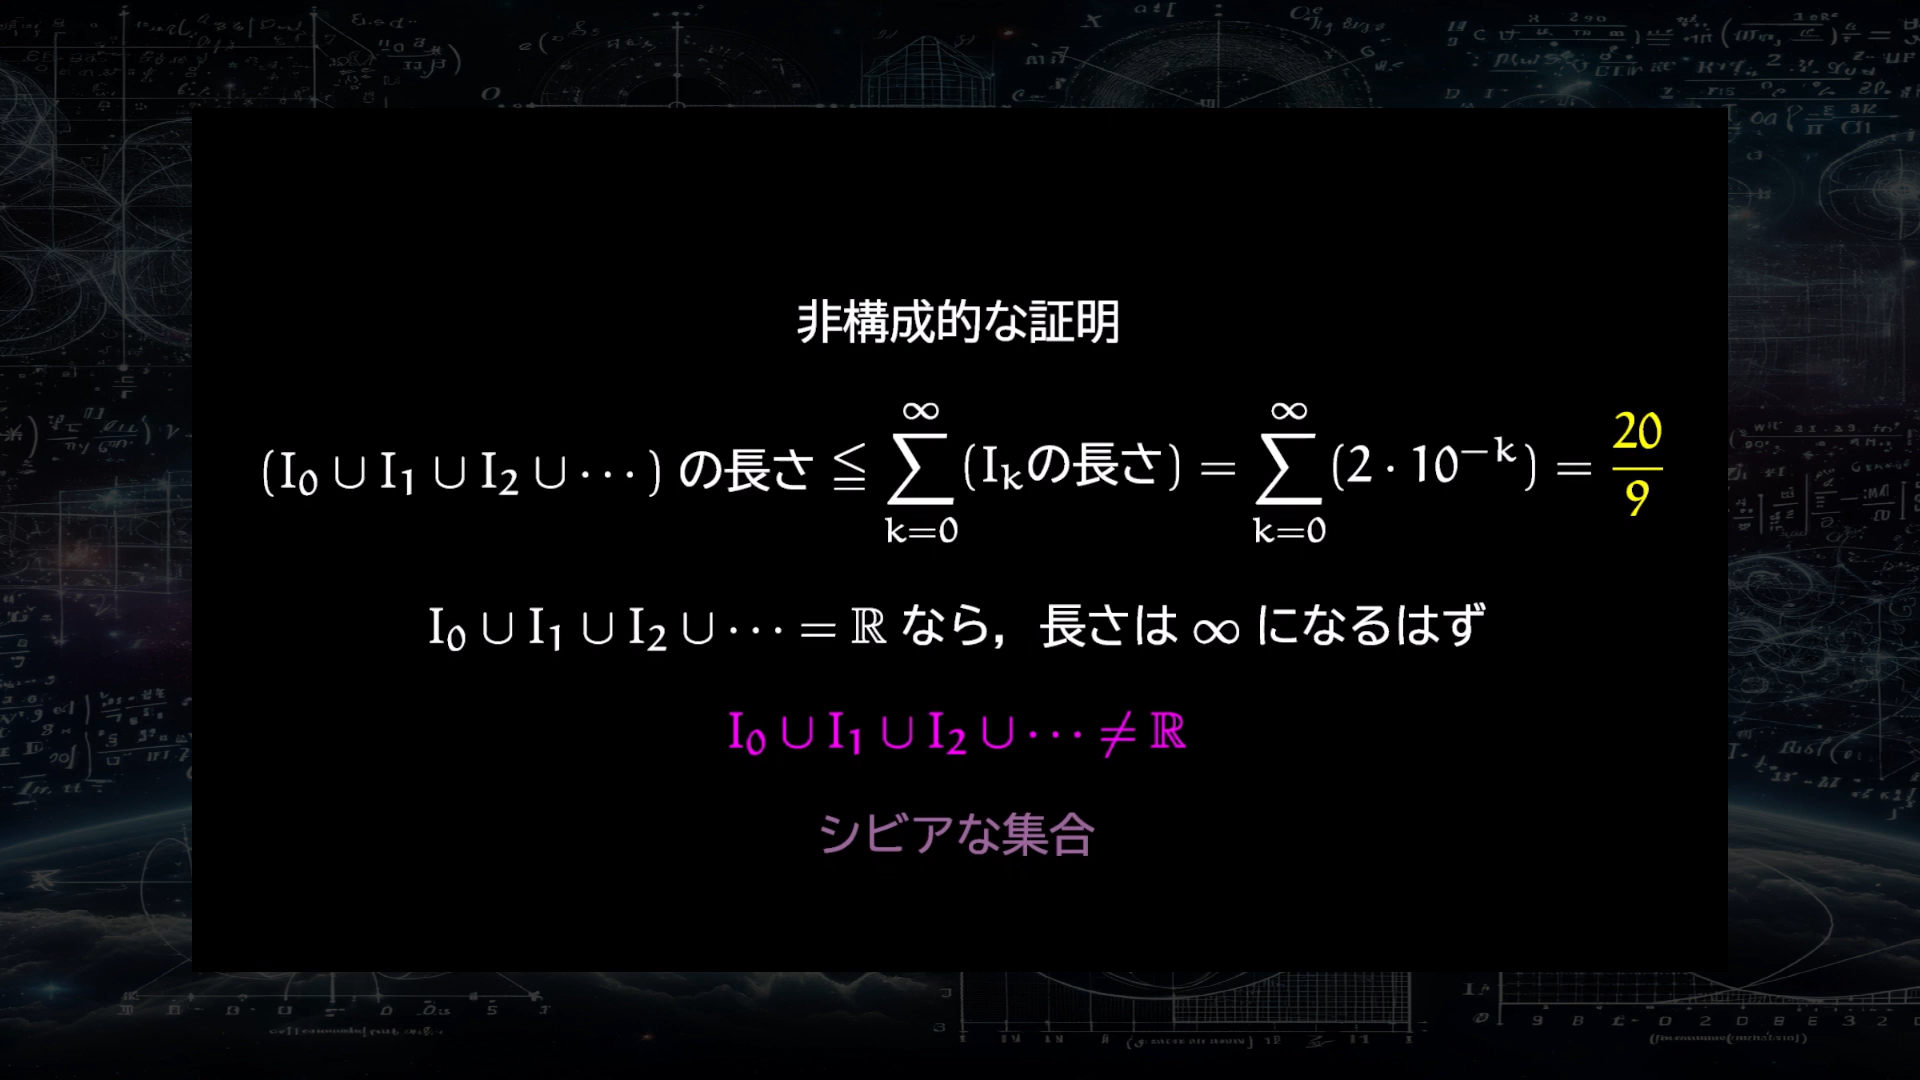 非構成的な証明
(I₀ ∪ I₁ ∪ I₂ ∪ ⋯) の長さ ≦ ∑_{k=0}^{∞} (Iₖの長さ) = ∑_{k=0}^{∞} (2 · 10^{−k}) = 20/9
I₀ ∪ I₁ ∪ I₂ ∪ ⋯ = ℝ なら，長さは ∞ になるはず
I₀ ∪ I₁ ∪ I₂ ∪ ⋯ ≠ ℝ
シビアな集合